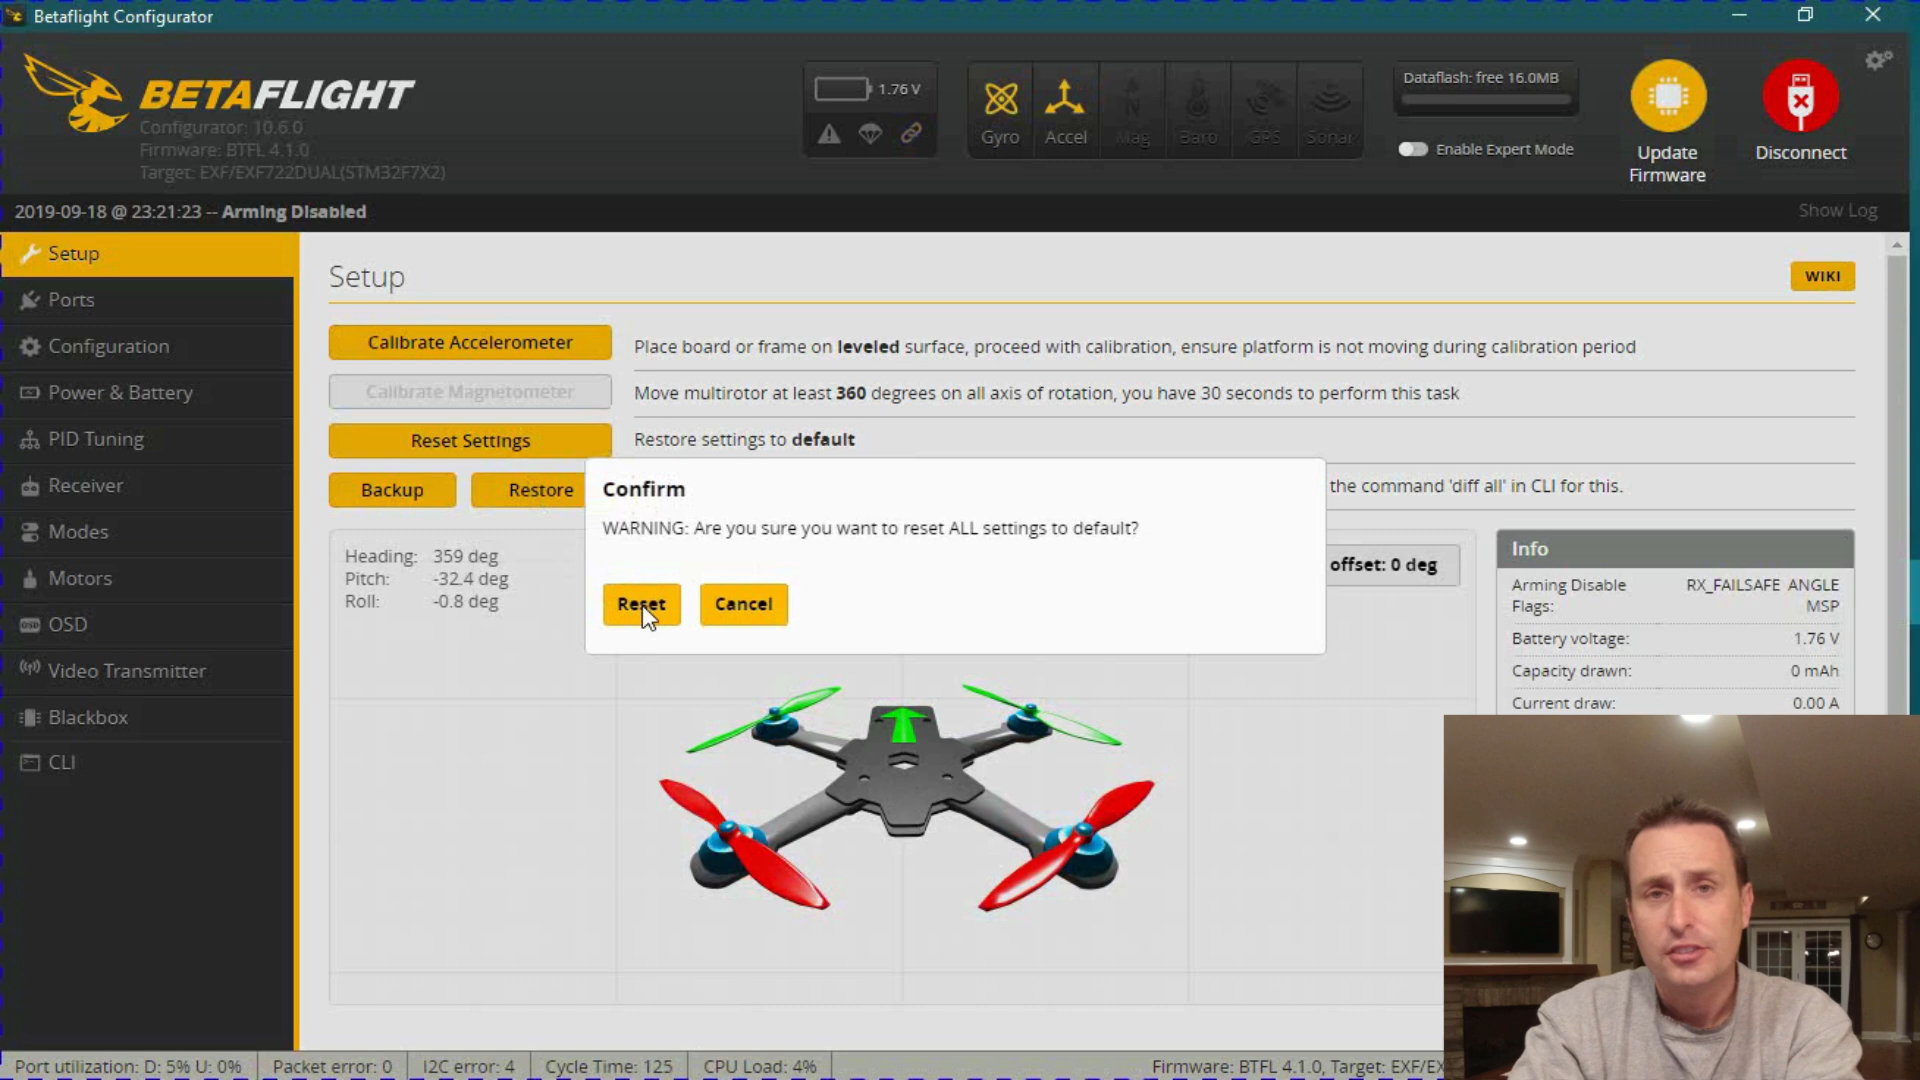 Betaflight Configurator
BETAFLIGHT
Configurator: 10.6.0
Firmware: BTFL 4.1.0
Target: EXF/EXF722DUAL(STM32F7X2)
1.76 V
Gyro
Accel
Mag
Baro
GPS
Sonar
Dataflash: free 16.0MB
Enable Expert Mode
Update
Firmware
Disconnect
2019-09-18 @ 23:21:23 -- Arming Disabled
Show Log
Setup
Ports
Configuration
Power & Battery
PID Tuning
Receiver
Modes
Motors
OSD
OSD
Video Transmitter
Blackbox
CLI
Setup
WIKI
Calibrate Accelerometer
Place board or frame on leveled surface, proceed with calibration, ensure platform is not moving during calibration period
Calibrate Magnetometer
Move multirotor at least 360 degrees on all axis of rotation, you have 30 seconds to perform this task
Reset Settings
Restore settings to default
Backup
Restore
the command 'diff all' in CLI for this.
Confirm
WARNING: Are you sure you want to reset ALL settings to default?
Reset
Cancel
Heading: 359 deg
Pitch: -32.4 deg
Roll: -0.8 deg
offset: 0 deg
Info
Arming Disable Flags: RX_FAILSAFE ANGLE MSP
Battery voltage: 1.76 V
Capacity drawn: 0 mAh
Current draw: 0.00 A
Port utilization: D: 5% U: 0%
Packet error: 0
I2C error: 4
Cycle Time: 125
CPU Load: 4%
Firmware: BTFL 4.1.0, Target: EXF/EX